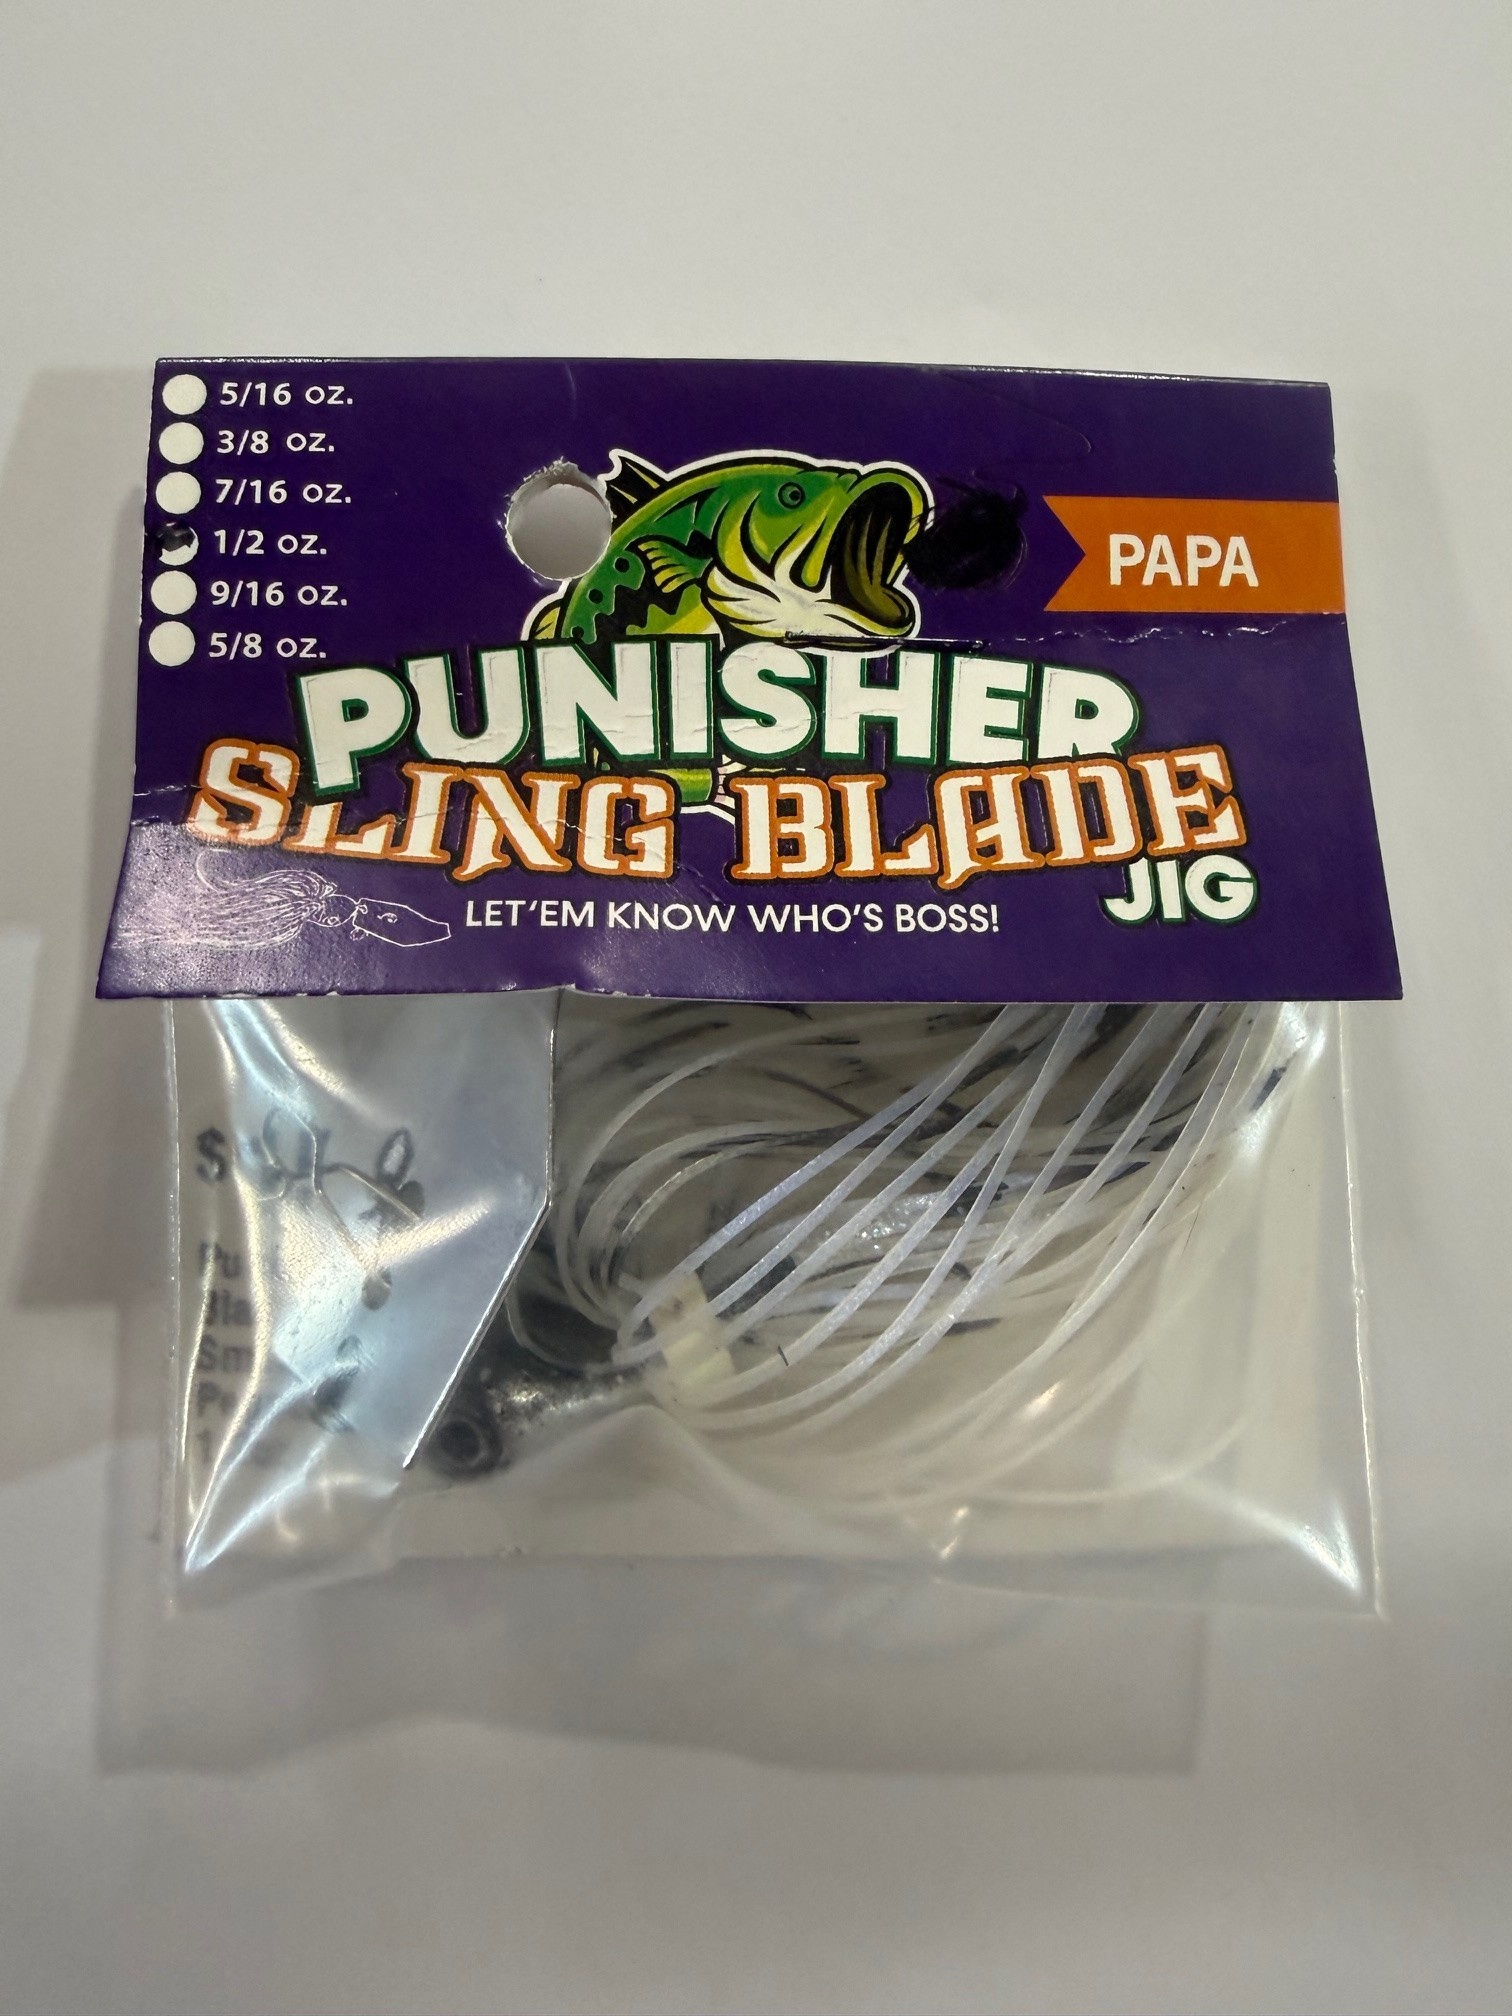 5/16 oz.
3/8 oz.
7/16 oz.
1/2 oz.
9/16 oz.
5/8 oz.
PAPA
PUNISHER
SLING BLADE
JIG
LET'EM KNOW WHO'S BOSS!